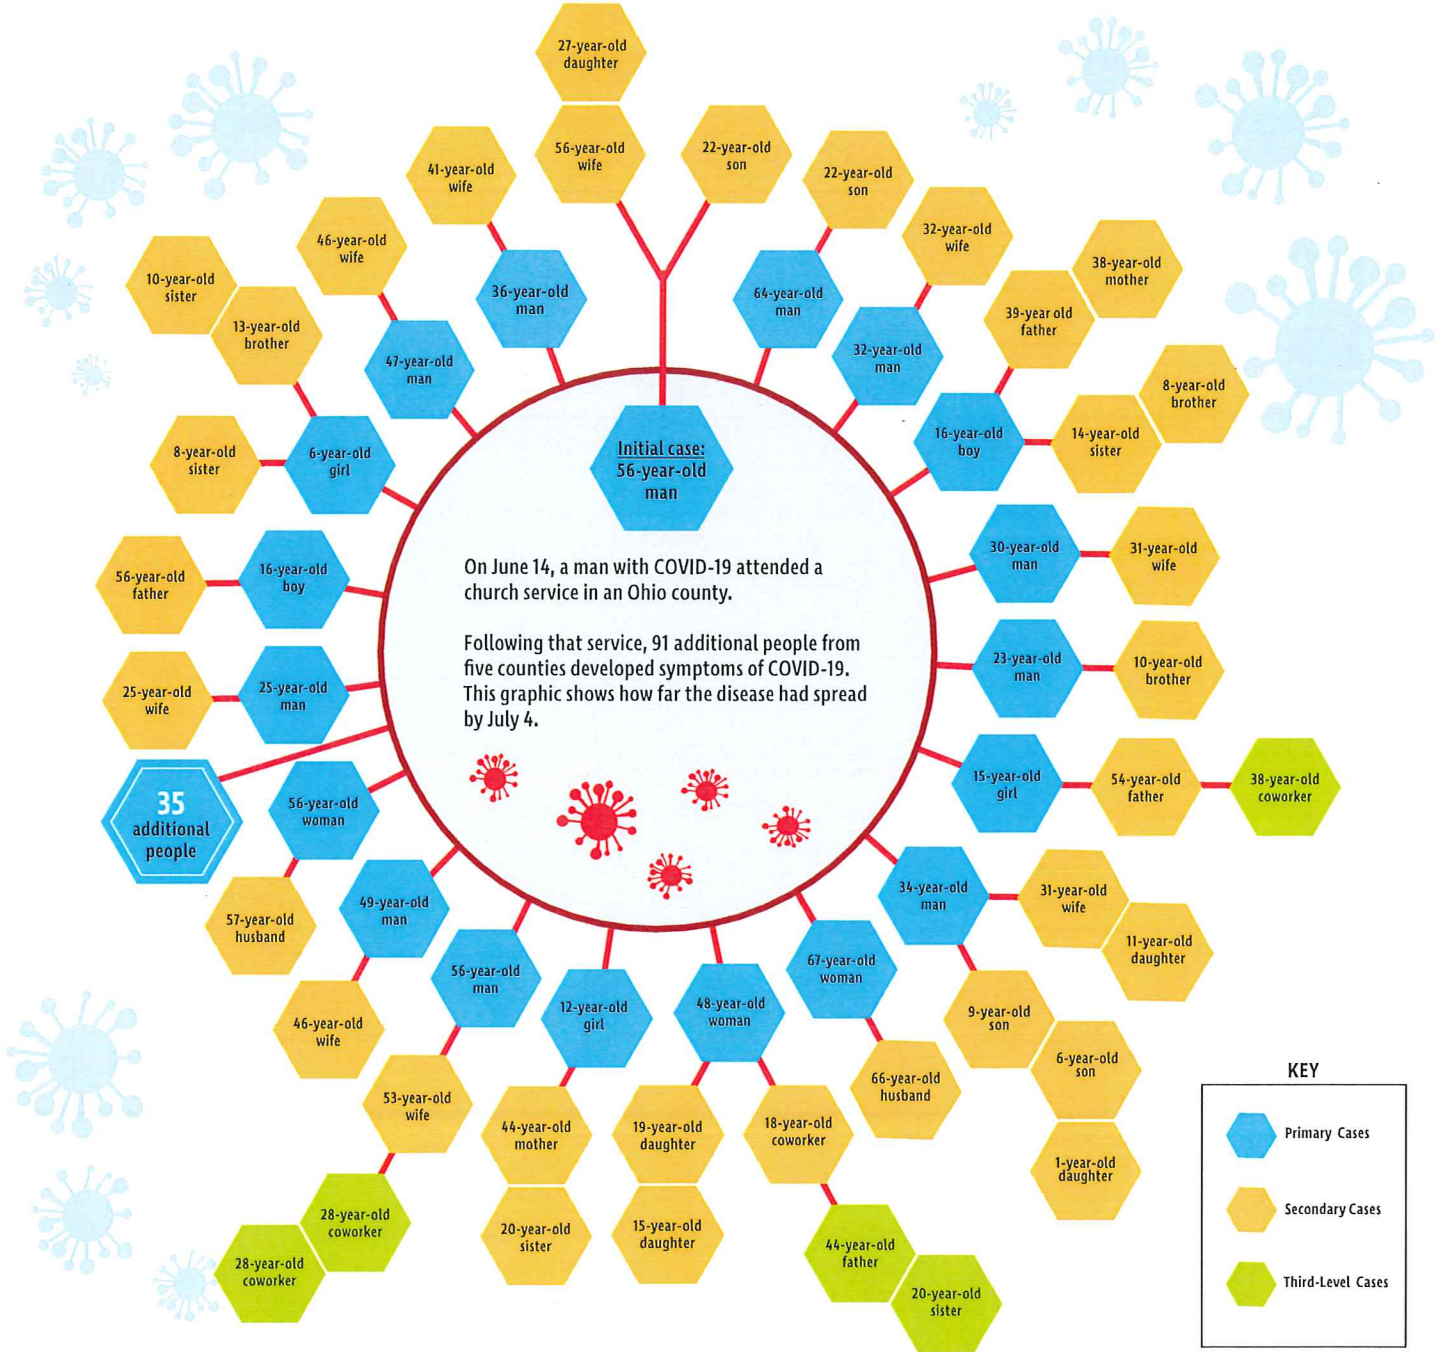 27-year-old
daughter
56-year-old
wife
22-year-old
son
41-year-old
wife
22-year-old
son
46-year-old
wife
32-year-old
wife
38-year-old
mother
10-year-old
sister
13-year-old
brother
36-year-old
man
64-year-old
man
39-year old
father
47-year-old
man
32-year-old
man
8-year-old
brother
8-year-old
sister
6-year-old
girl
Initial case:
56-year-old
man
16-year-old
boy
14-year-old
sister
56-year-old
father
16-year-old
boy
30-year-old
man
31-year-old
wife
On June 14, a man with COVID-19 attended a
church service in an Ohio county.
Following that service, 91 additional people from
five counties developed symptoms of COVID-19.
This graphic shows how far the disease had spread
by July 4.
25-year-old
wife
25-year-old
man
23-year-old
man
10-year-old
brother
35
additional
people
15-year-old
girl
54-year-old
father
38-year-old
coworker
56-year-old
woman
57-year-old
husband
49-year-old
man
46-year-old
wife
56-year-old
man
53-year-old
wife
28-year-old
coworker
28-year-old
coworker
12-year-old
girl
44-year-old
mother
20-year-old
sister
48-year-old
woman
19-year-old
daughter
15-year-old
daughter
18-year-old
coworker
44-year-old
father
20-year-old
sister
67-year-old
woman
66-year-old
husband
34-year-old
man
31-year-old
wife
11-year-old
daughter
9-year-old
son
6-year-old
son
1-year-old
daughter
KEY
Primary Cases
Secondary Cases
Third-Level Cases